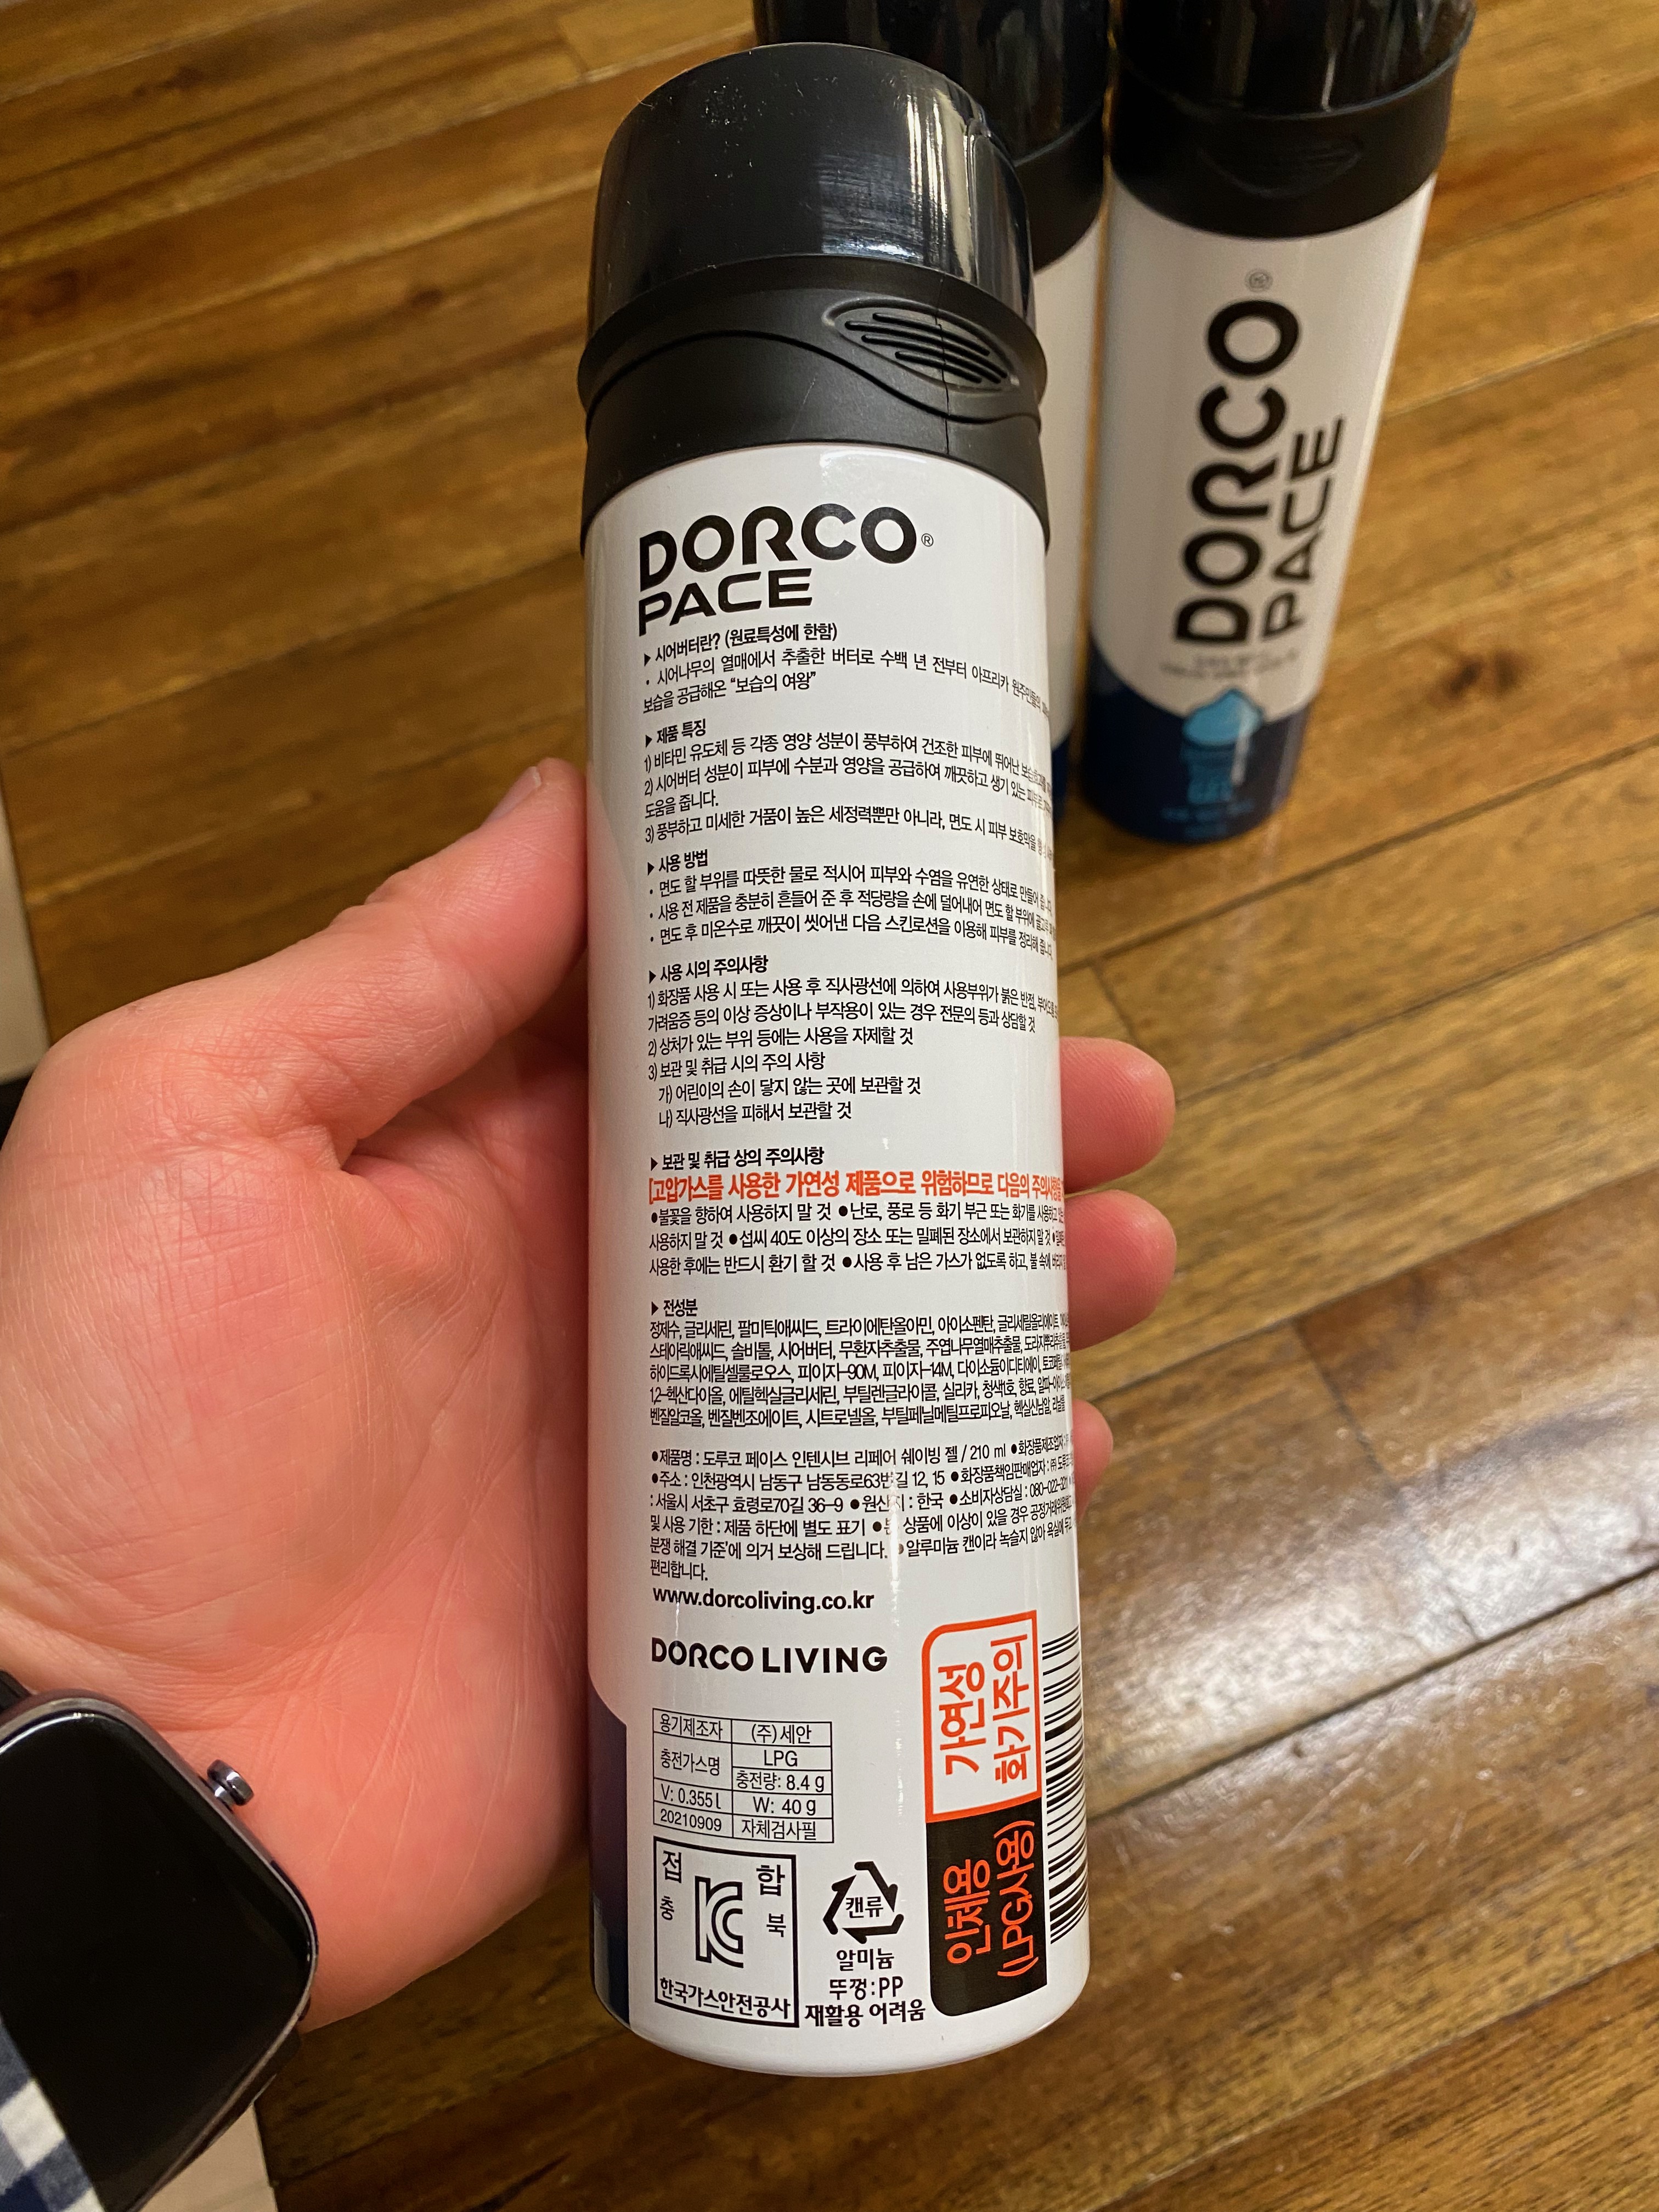 DORCO®
PACE
▶ 시어버터란? (원료특성에 한함)
• 시어나무의 열매에서 추출한 버터로 수백 년 전부터 아프리카 원주민들의
보습을 공급해온 “보습의 여왕”
▶ 제품 특징
1) 비타민 유도체 등 각종 영양 성분이 풍부하여 건조한 피부에 뛰어난
2) 시어버터 성분이 피부에 수분과 영양을 공급하여 깨끗하고 생기 있는
도움을 줍니다.
3) 풍부하고 미세한 거품이 높은 세정력뿐만 아니라, 면도 시 피부 보호막을
▶ 사용 방법
• 면도 할 부위를 따뜻한 물로 적시어 피부와 수염을 유연한 상태로 만들어 줍니다.
• 사용 전 제품을 충분히 흔들어 준 후 적당량을 손에 덜어내어 면도 할 부위에
• 면도 후 미온수로 깨끗이 씻어낸 다음 스킨로션을 이용해 피부를 정리해 줍니다.
▶ 사용 시의 주의사항
1) 화장품 사용 시 또는 사용 후 직사광선에 의하여 사용부위가 붉은 반점,
가려움증 등의 이상 증상이나 부작용이 있는 경우 전문의 등과 상담할 것
2) 상처가 있는 부위 등에는 사용을 자제할 것
3) 보관 및 취급 시의 주의 사항
가) 어린이의 손이 닿지 않는 곳에 보관할 것
나) 직사광선을 피해서 보관할 것
▶ 보관 및 취급 상의 주의사항
[고압가스를 사용한 가연성 제품으로 위험하므로 다음의 주의사항을
●불꽃을 향하여 사용하지 말 것 ●난로, 풍로 등 화기 부근 또는 화기를 사용하고
사용하지 말 것 ●섭씨 40도 이상의 장소 또는 밀폐된 장소에서 보관하지 말 것
사용한 후에는 반드시 환기 할 것 ●사용 후 남은 가스가 없도록 하고, 불 속에
▶ 전성분
정제수, 글리세린, 팔미틱애씨드, 트라이에탄올아민, 아이소펜탄, 글리세릴올리에이트,
스테아릭애씨드, 솔비톨, 시어버터, 무환자추출물, 주엽나무열매추출물,
하이드록시에틸셀룰로오스, 피이지-90M, 피이지-14M, 다이소듐이디티에이,
1,2-헥산다이올, 에틸헥실글리세린, 부틸렌글라이콜, 실리카, 청색1호, 향료,
벤질알코올, 벤질벤조에이트, 시트로넬올, 부틸페닐메틸프로피오날, 헥실신남알,
●제품명 : 도루코 페이스 인텐시브 리페어 쉐이빙 젤 / 210 ml ●화장품제조업자 :
●주소 : 인천광역시 남동구 남동동로63번길 12, 15 ●화장품책임판매업자 : ㈜
: 서울시 서초구 효령로70길 36-9 ●원산지 : 한국 ●소비자상담실 :
및 사용 기한 : 제품 하단에 별도 표기 ●본 상품에 이상이 있을 경우
분쟁 해결 기준'에 의거 보상해 드립니다. ●알루미늄 캔이라 녹슬지 않아 욕실에 두고
편리합니다.
www.dorcoliving.co.kr
DORCO LIVING
용기제조자 (주)세안
충전가스명 LPG
충전량: 8.4 g
V: 0.355 l W: 40 g
20210909 자체검사필
접 합
충 북
KC
한국가스안전공사
캔류
알미늄
뚜껑:PP
재활용 어려움
가연성
화기주의
인체용
(LPG사용)
DORCO®
PACE